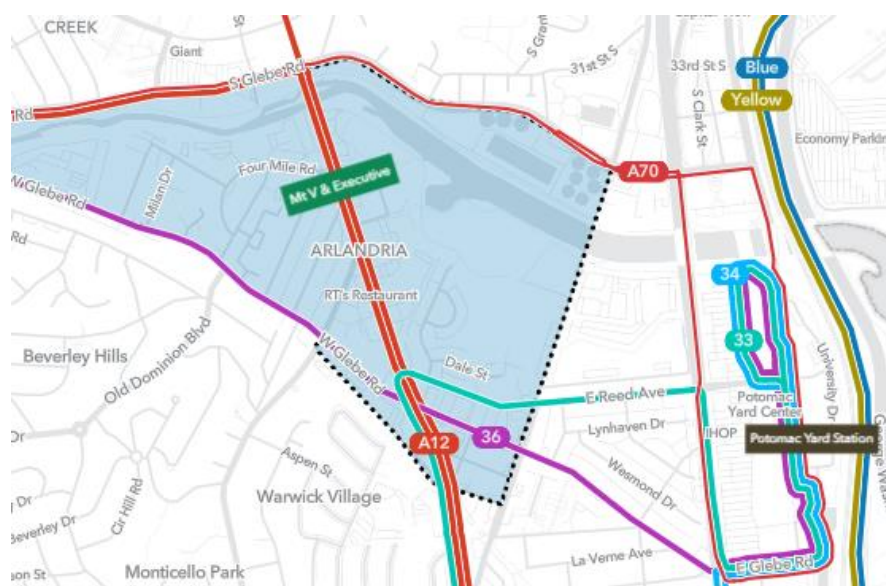 CREEK
Giant
S Glebe Rd
Rd
31st St S
33rd St S
S Clark St
Blue
Yellow
Economy Parkin
W Glebe Rd
Milan Dr
Four Mile Rd
Mt V & Executive
A70
Rd
ARLANDRIA
RT's Restaurant
34
33
Beverley Hills
Old Dominion Blvd
W Glebe Rd
Dale St
E Reed Ave
Potomac
Yard Center
University Dr
Dr
A12
36
Lynhaven Dr
IHOP
Potomac Yard Station
Aspen St
Wesmond Dr
Warwick Village
Cir Hill Rd
Dr
Beverley Dr
La Verne Ave
E Glebe Rd
son St
Monticello Park